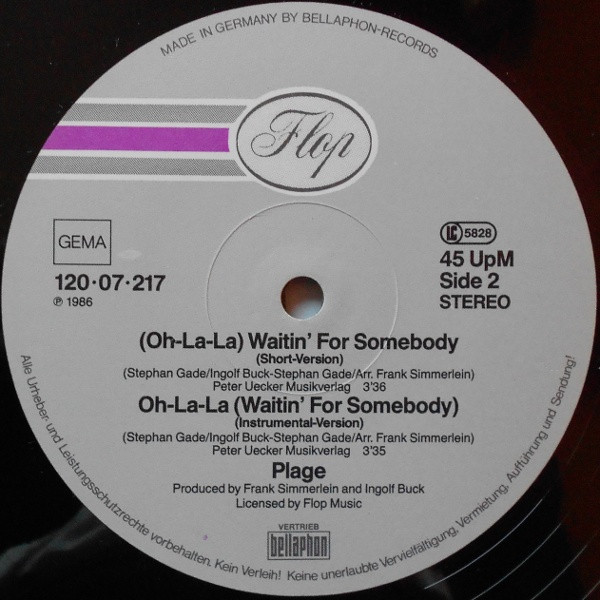 MADE IN GERMANY BY BELLAPHON-RECORDS
Flop
GEMA
LC 5828
120·07·217
45 UpM
℗ 1986
Side 2
STEREO
(Oh-La-La) Waitin' For Somebody
(Short-Version)
(Stephan Gade/Ingolf Buck-Stephan Gade/Arr. Frank Simmerlein)
Peter Uecker Musikverlag 3'36
Oh-La-La (Waitin' For Somebody)
(Instrumental-Version)
(Stephan Gade/Ingolf Buck-Stephan Gade/Arr. Frank Simmerlein)
Peter Uecker Musikverlag 3'35
Plage
Produced by Frank Simmerlein and Ingolf Buck
Licensed by Flop Music
VERTRIEB
bellaphon
Alle Urheber- und Leistungsschutzrechte vorbehalten. Kein Verleih! Keine unerlaubte Vervielfältigung, Vermietung, Aufführung und Sendung!